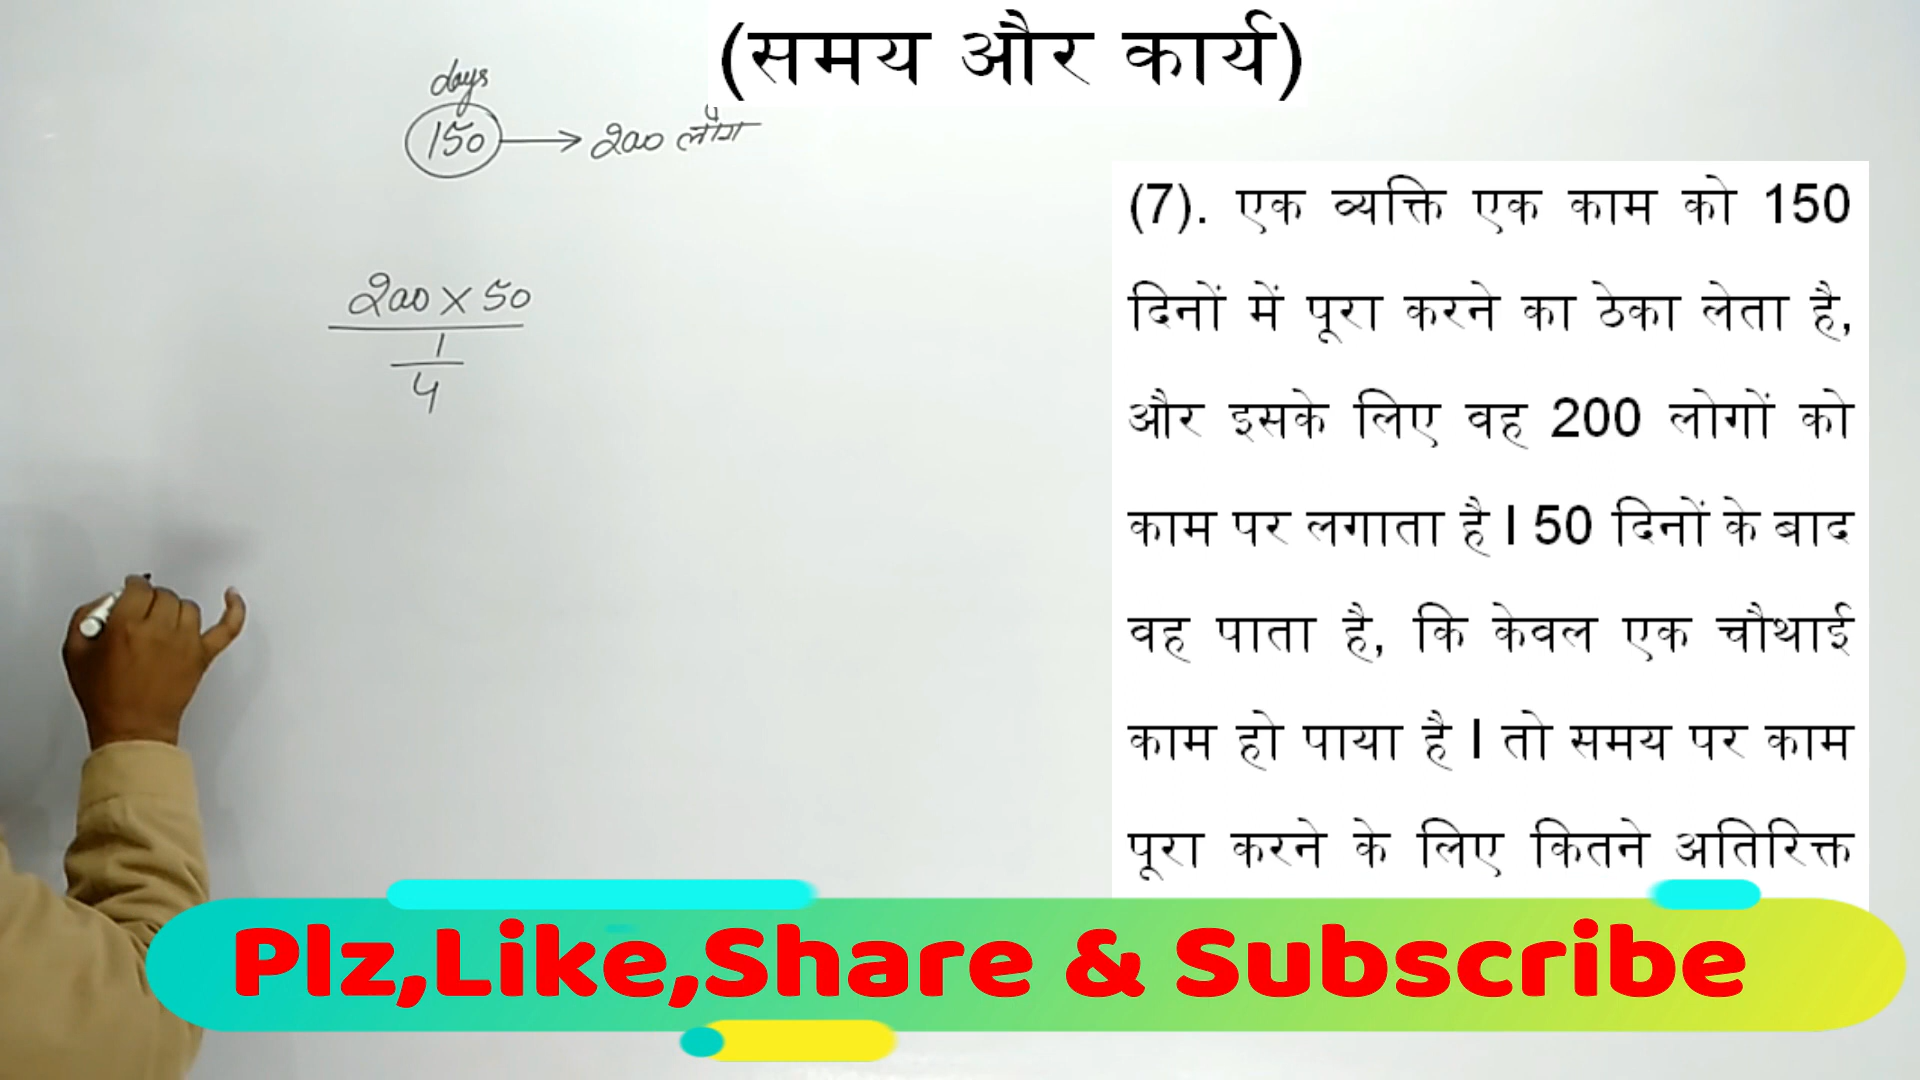 (समय और कार्य)
days
150 → 200 लोग
200 × 50
1
4
(7). एक व्यक्ति एक काम को 150
दिनों में पूरा करने का ठेका लेता है,
और इसके लिए वह 200 लोगों को
काम पर लगाता है I 50 दिनों के बाद
वह पाता है, कि केवल एक चौथाई
काम हो पाया है I तो समय पर काम
पूरा करने के लिए कितने अतिरिक्त
Plz,Like,Share & Subscribe